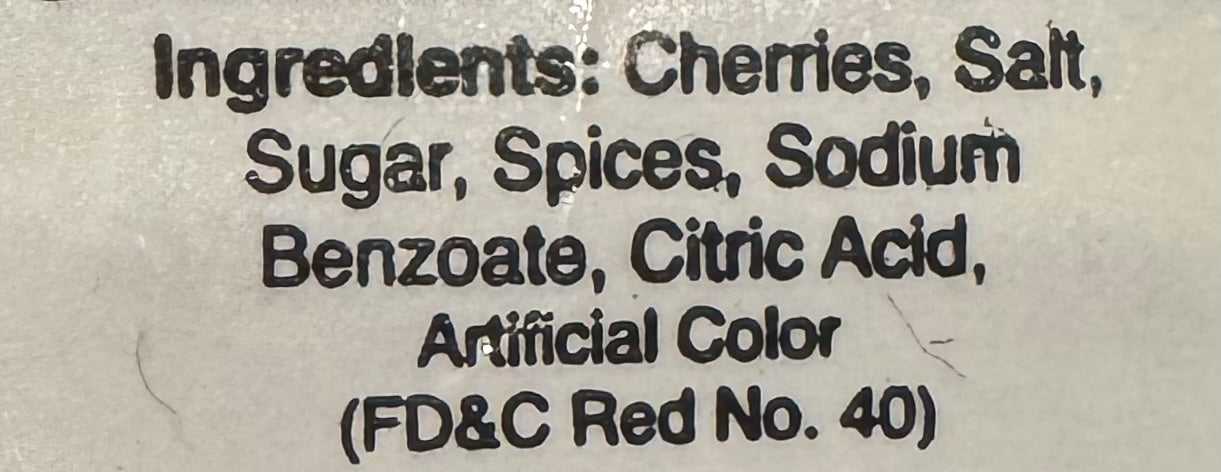 Ingredients: Cherries, Salt,
Sugar, Spices, Sodium
Benzoate, Citric Acid,
Artificial Color
(FD&C Red No. 40)